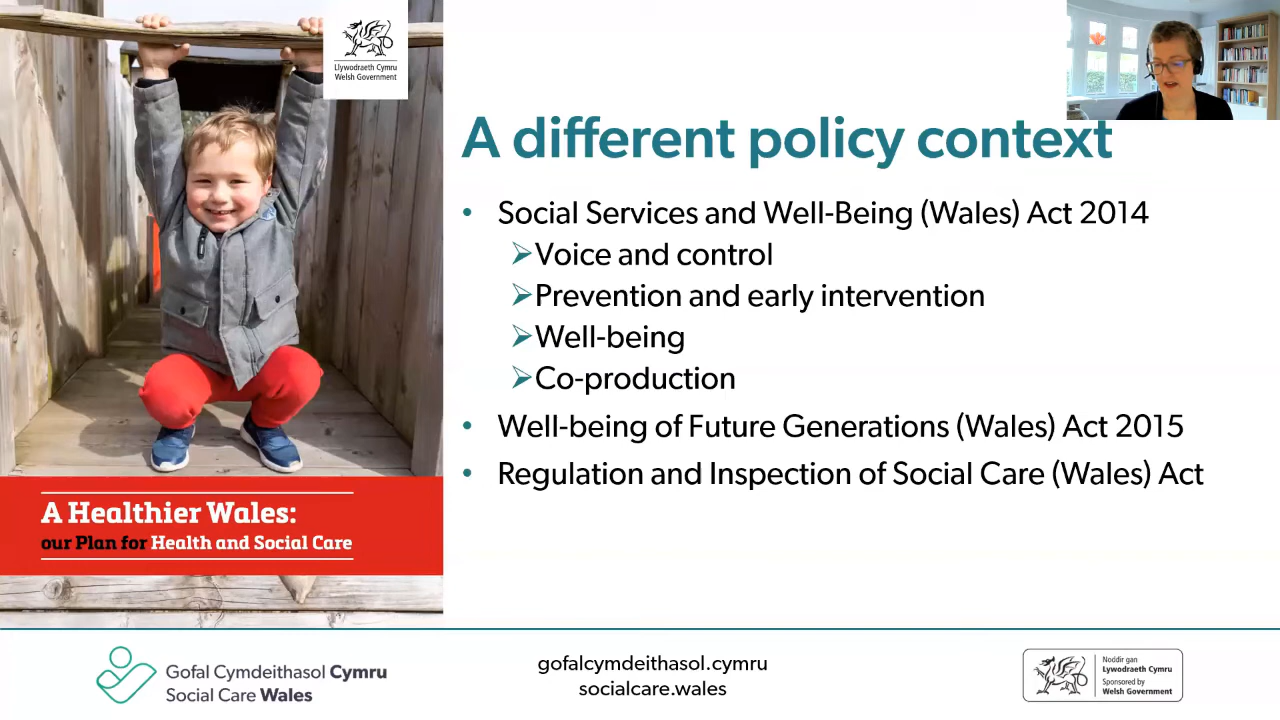 Llywodraeth Cymru
Welsh Government
A different policy context
• Social Services and Well-Being (Wales) Act 2014
➢Voice and control
➢Prevention and early intervention
➢Well-being
➢Co-production
• Well-being of Future Generations (Wales) Act 2015
• Regulation and Inspection of Social Care (Wales) Act
A Healthier Wales:
our Plan for Health and Social Care
Gofal Cymdeithasol Cymru
Social Care Wales
gofalcymdeithasol.cymru
socialcare.wales
Noddir gan
Llywodraeth Cymru
Sponsored by
Welsh Government